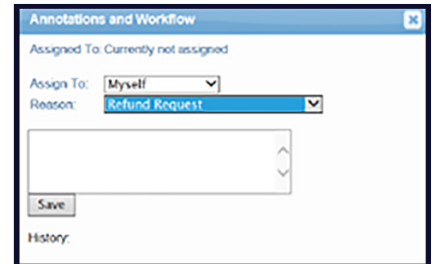 Annotations and Workflow
Assigned To: Currently not assigned
Assign To: Myself
Reason: Refund Request
Save
History: